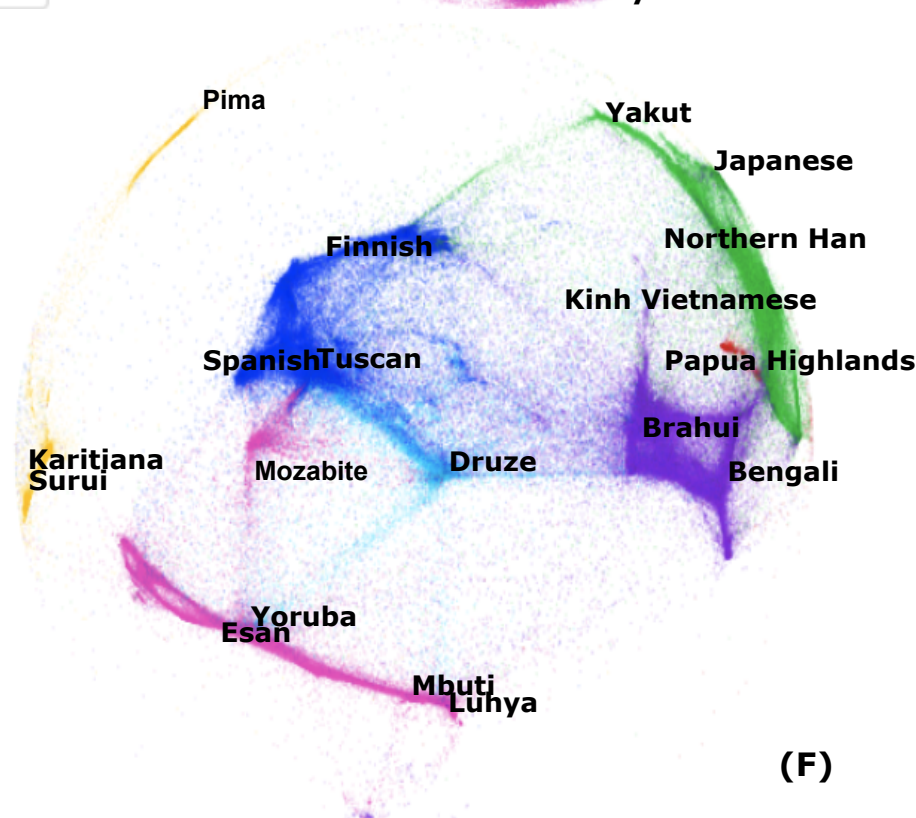 Pima
Yakut
Japanese
Northern Han
Finnish
Kinh Vietnamese
Spanish
Tuscan
Papua Highlands
Brahui
Karitiana
Surui
Mozabite
Druze
Bengali
Yoruba
Esan
Mbuti
Luhya
(F)